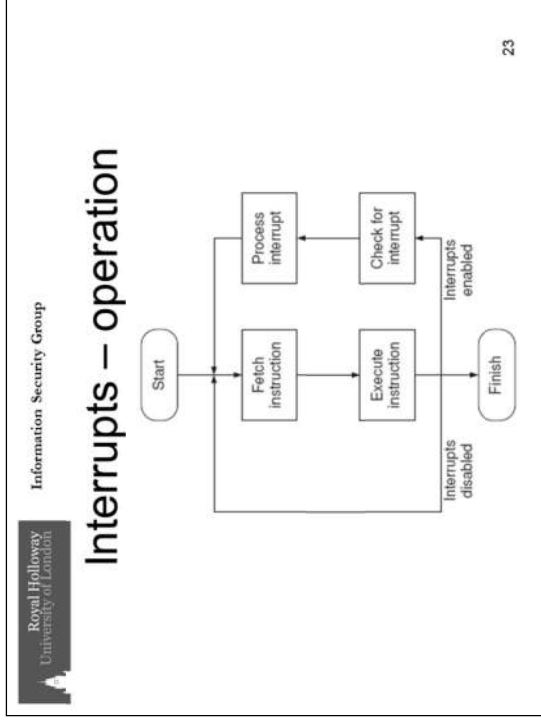 Royal Holloway
University of London
Information Security Group
Interrupts – operation
Start
Fetch
instruction
Execute
instruction
Process
interrupt
Check for
interrupt
Interrupts
disabled
Interrupts
enabled
Finish
23